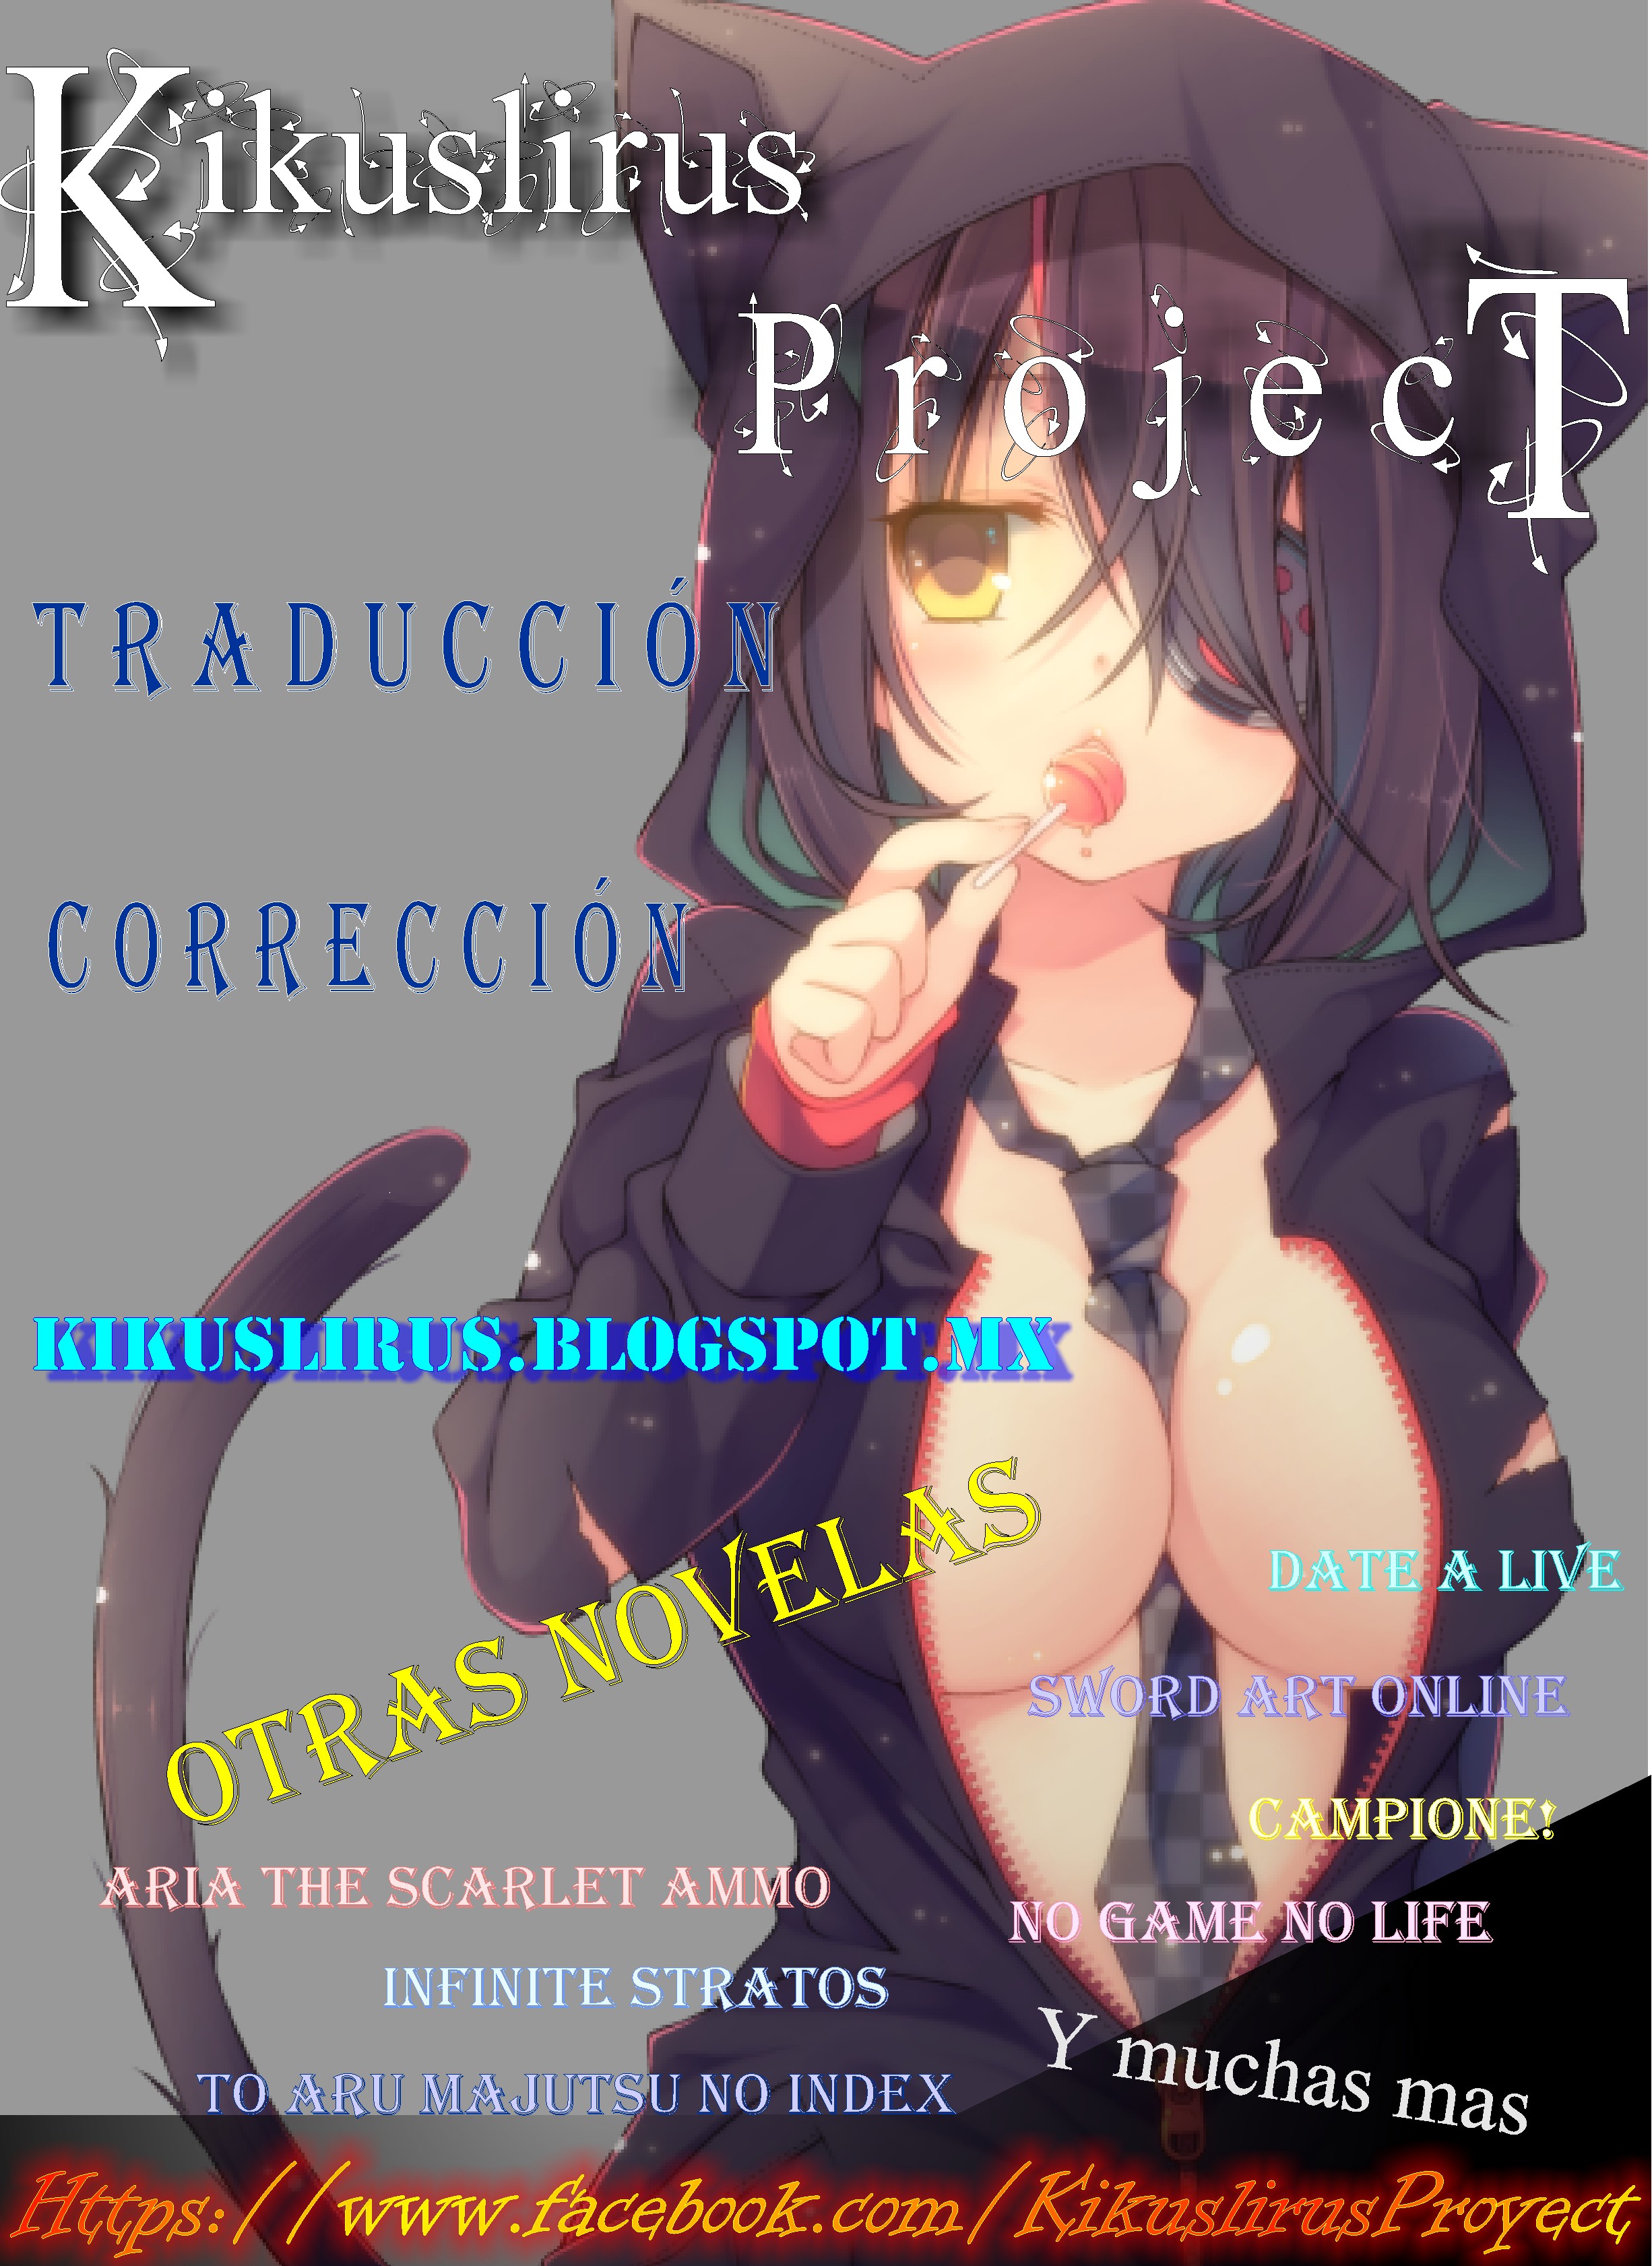 Kikuslirus
ProjecT
TRADUCCIÓN
CORRECCIÓN
KIKUSLIRUS.BLOGSPOT.MX
OTRAS NOVELAS
DATE A LIVE
SWORD ART ONLINE
CAMPIONE!
ARIA THE SCARLET AMMO
NO GAME NO LIFE
INFINITE STRATOS
Y muchas mas
TO ARU MAJUTSU NO INDEX
Https://www.facebook.com/KikuslirusProyect